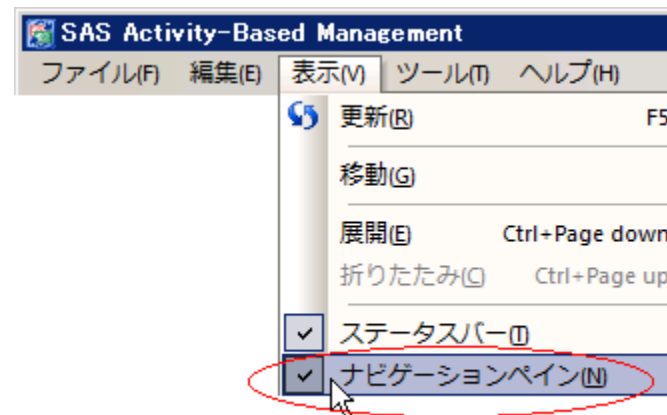 SAS Activity-Based Management
ファイル(F) 編集(E) 表示(V) ツール(T) ヘルプ(H)
更新(R) F5
移動(G)
展開(E) Ctrl+Page down
折りたたみ(C) Ctrl+Page up
ステータスバー(T)
ナビゲーションペイン(N)